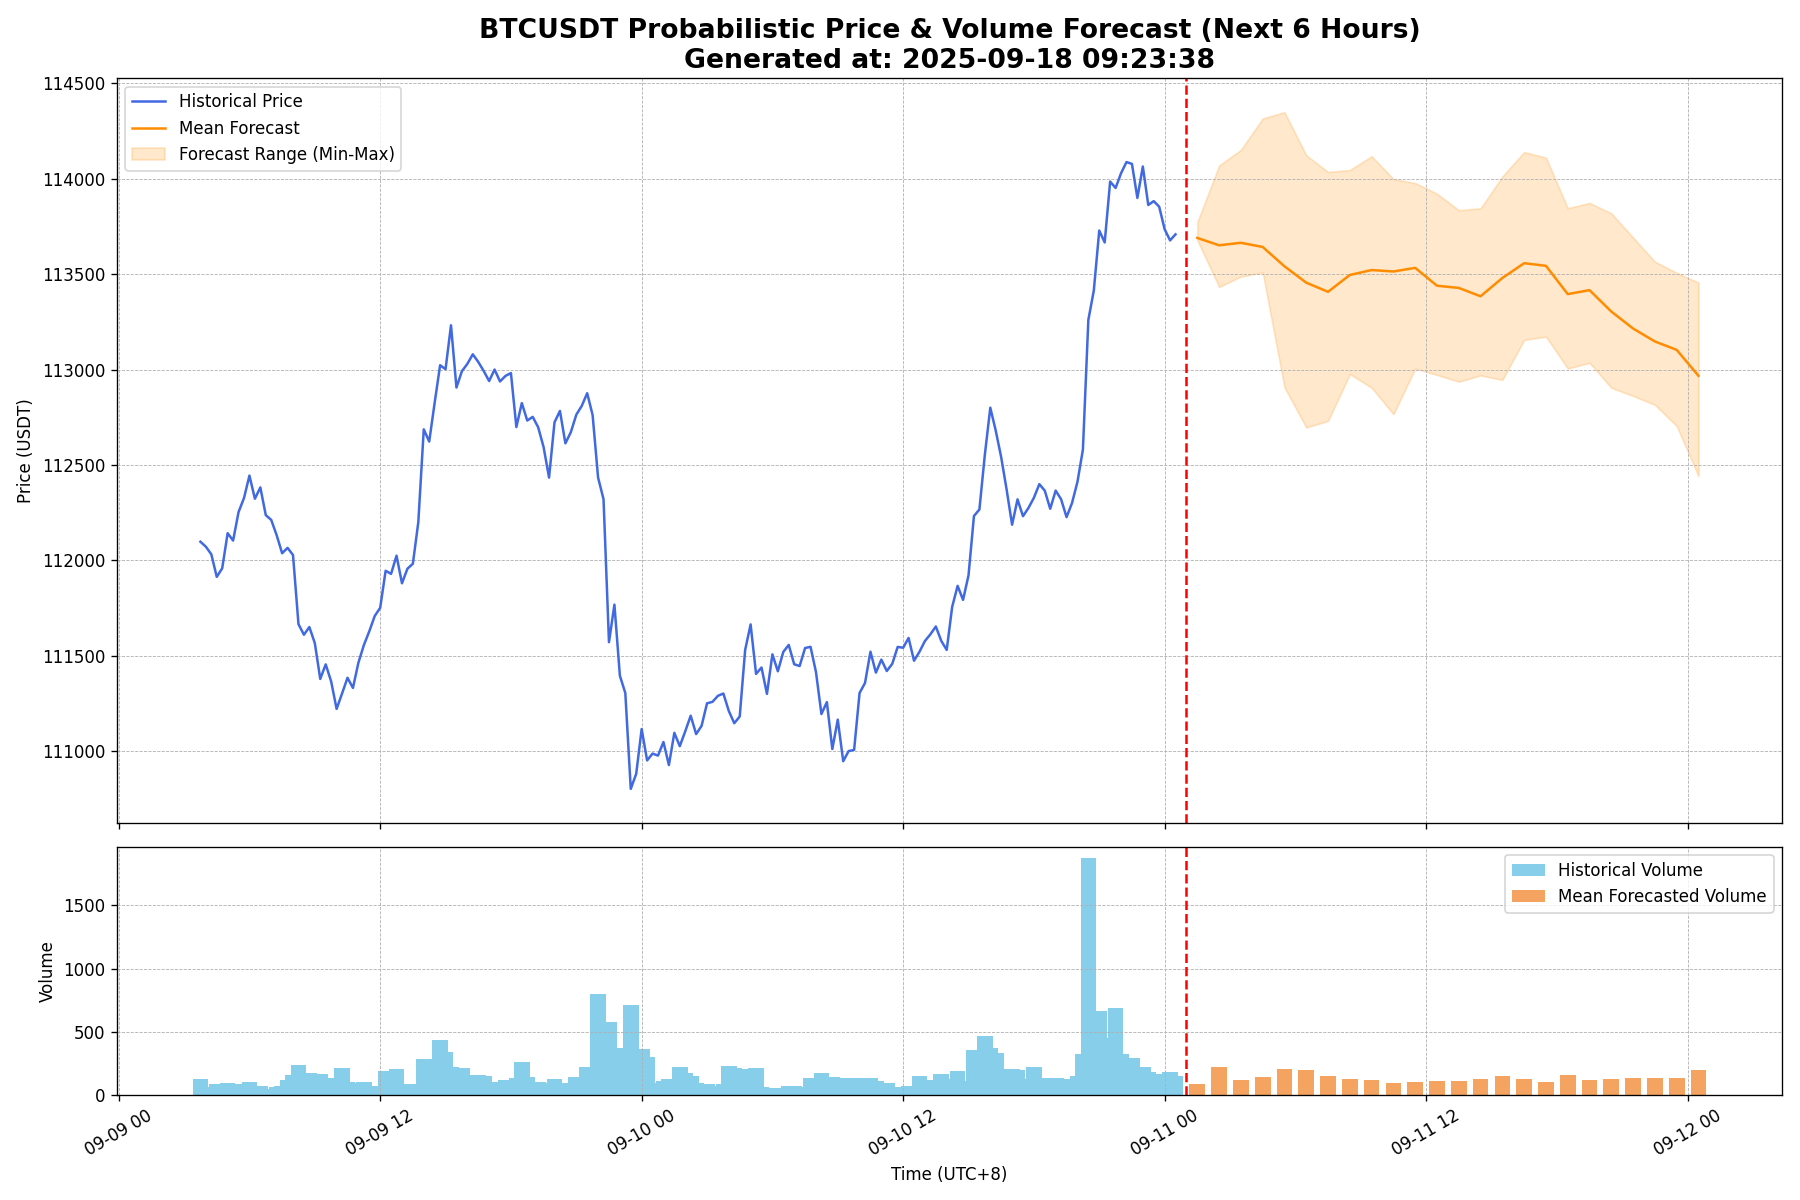 BTCUSDT Probabilistic Price & Volume Forecast (Next 6 Hours)
Generated at: 2025-09-18 09:23:38
Historical Price
Mean Forecast
Forecast Range (Min-Max)
Price (USDT)
114500
114000
113500
113000
112500
112000
111500
111000
Historical Volume
Mean Forecasted Volume
Volume
1500
1000
500
0
09-09 00
09-09 12
09-10 00
09-10 12
09-11 00
09-11 12
09-12 00
Time (UTC+8)